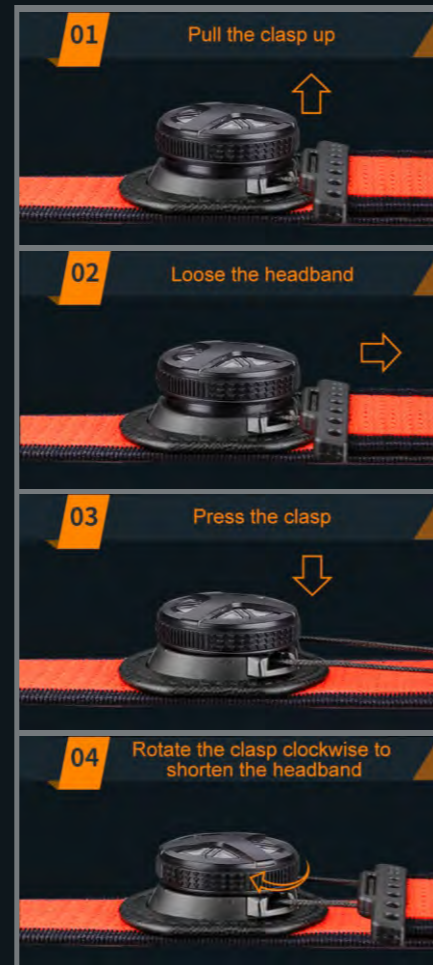 01
Pull the clasp up
02
Loose the headband
03
Press the clasp
04
Rotate the clasp clockwise to
shorten the headband